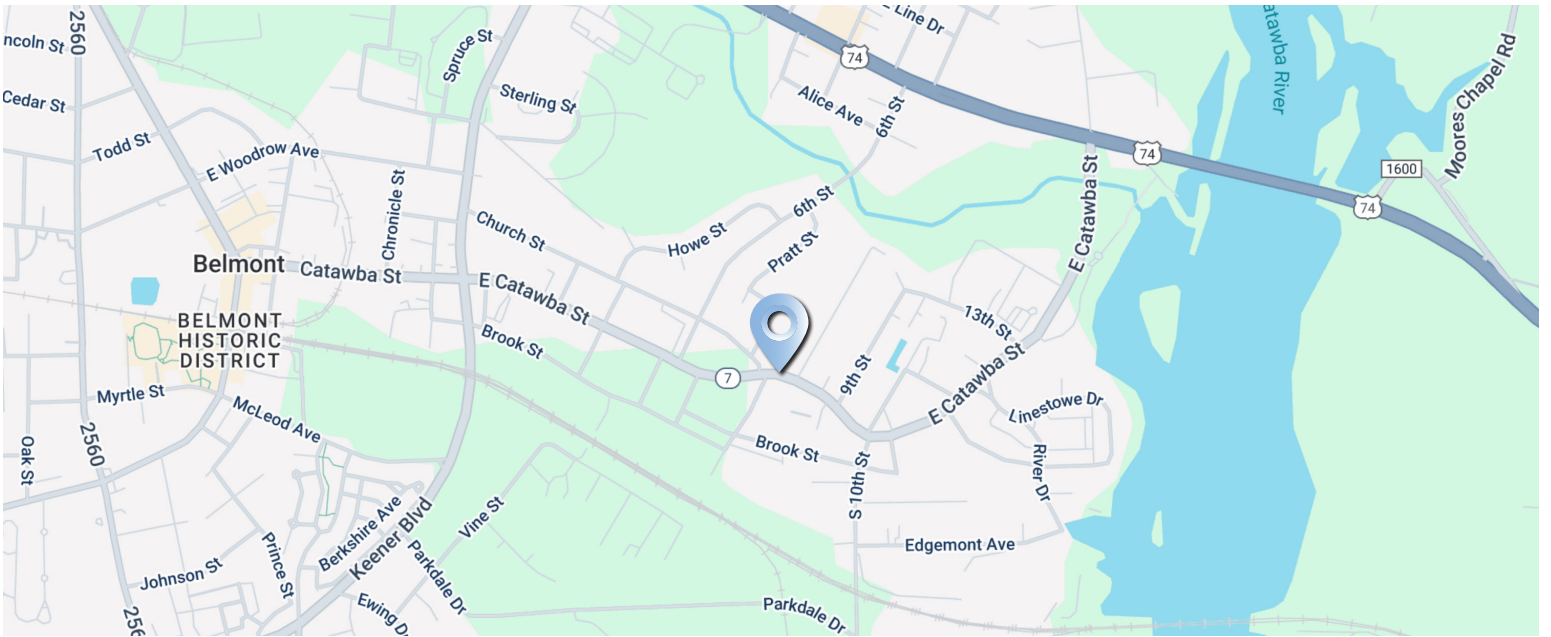 2560
E Line Dr
ncoln St
Spruce St
74
atawba River
Moores Chapel Rd
Cedar St
Sterling St
Alice Ave
6th St
Todd St
E Woodrow Ave
74
1600
Chronicle St
E Catawba St
6th St
74
Church St
Howe St
Pratt St
Belmont
Catawba St
E Catawba St
BELMONT
HISTORIC
DISTRICT
Brook St
13th St
7
9th St
E Catawba St
Myrtle St
McLeod Ave
Linestowe Dr
Oak St
2560
Brook St
S 10th St
River Dr
Berkshire Ave
Keener Blvd
Vine St
Prince St
Edgemont Ave
Johnson St
Parkdale Dr
Ewing D
Parkdale Dr
256